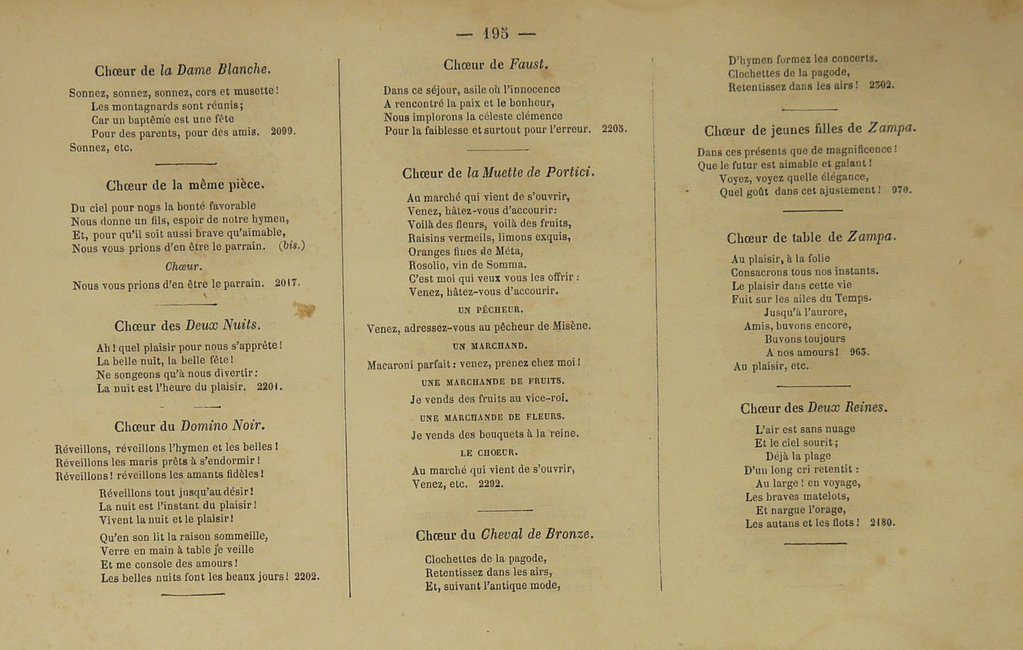 — 195 —
Chœur de la Dame Blanche.
Sonnez, sonnez, sonnez, cors et musette!
Les montagnards sont réunis;
Car un baptême est une fête
Pour des parents, pour des amis. 2099.
Sonnez, etc.
Chœur de la même pièce.
Du ciel pour nops la bonté favorable
Nous donne un fils, espoir de notre hymen,
Et, pour qu'il soit aussi brave qu'aimable,
Nous vous prions d'en être le parrain. (bis.)
Chœur.
Nous vous prions d'en être le parrain. 2017.
Chœur des Deux Nuits.
Ah! quel plaisir pour nous s'apprête!
La belle nuit, la belle fête!
Ne songeons qu'à nous divertir:
La nuit est l'heure du plaisir. 2201.
Chœur du Domino Noir.
Réveillons, réveillons l'hymen et les belles!
Réveillons les maris prêts à s'endormir!
Réveillons! réveillons les amants fidèles!
Réveillons tout jusqu'au désir!
La nuit est l'instant du plaisir!
Vivent la nuit et le plaisir!
Qu'en son lit la raison sommeille,
Verre en main à table je veille
Et me console des amours!
Les belles nuits font les beaux jours! 2202.
Chœur de Faust.
Dans ce séjour, asile où l'innocence
A rencontré la paix et le bonheur,
Nous implorons la céleste clémence
Pour la faiblesse et surtout pour l'erreur. 2203.
Chœur de la Muette de Portici.
Au marché qui vient de s'ouvrir,
Venez, hâtez-vous d'accourir:
Voilà des fleurs, voilà des fruits,
Raisins vermeils, limons exquis,
Oranges fines de Méta,
Rosolio, vin de Somma.
C'est moi qui veux vous les offrir:
Venez, hâtez-vous d'accourir.
UN PÊCHEUR.
Venez, adressez-vous au pêcheur de Misène.
UN MARCHAND.
Macaroni parfait: venez, prenez chez moi!
UNE MARCHANDE DE FRUITS.
Je vends des fruits au vice-roi.
UNE MARCHANDE DE FLEURS.
Je vends des bouquets à la reine.
LE CHOEUR.
Au marché qui vient de s'ouvrir,
Venez, etc. 2292.
Chœur du Cheval de Bronze.
Clochettes de la pagode,
Retentissez dans les airs,
Et, suivant l'antique mode,
D'hymen formez les concerts.
Clochettes de la pagode,
Retentissez dans les airs! 2302.
Chœur de jeunes filles de Zampa.
Dans ces présents que de magnificence!
Que le futur est aimable et galant!
Voyez, voyez quelle élégance,
Quel goût dans cet ajustement! 970.
Chœur de table de Zampa.
Au plaisir, à la folie
Consacrons tous nos instants.
Le plaisir dans cette vie
Fuit sur les ailes du Temps.
Jusqu'à l'aurore,
Amis, buvons encore,
Buvons toujours
A nos amours! 965.
Au plaisir, etc.
Chœur des Deux Reines.
L'air est sans nuage
Et le ciel sourit;
Déjà la plage
D'un long cri retentit:
Au large! en voyage,
Les braves matelots,
Et nargue l'orage,
Les autans et les flots! 2180.